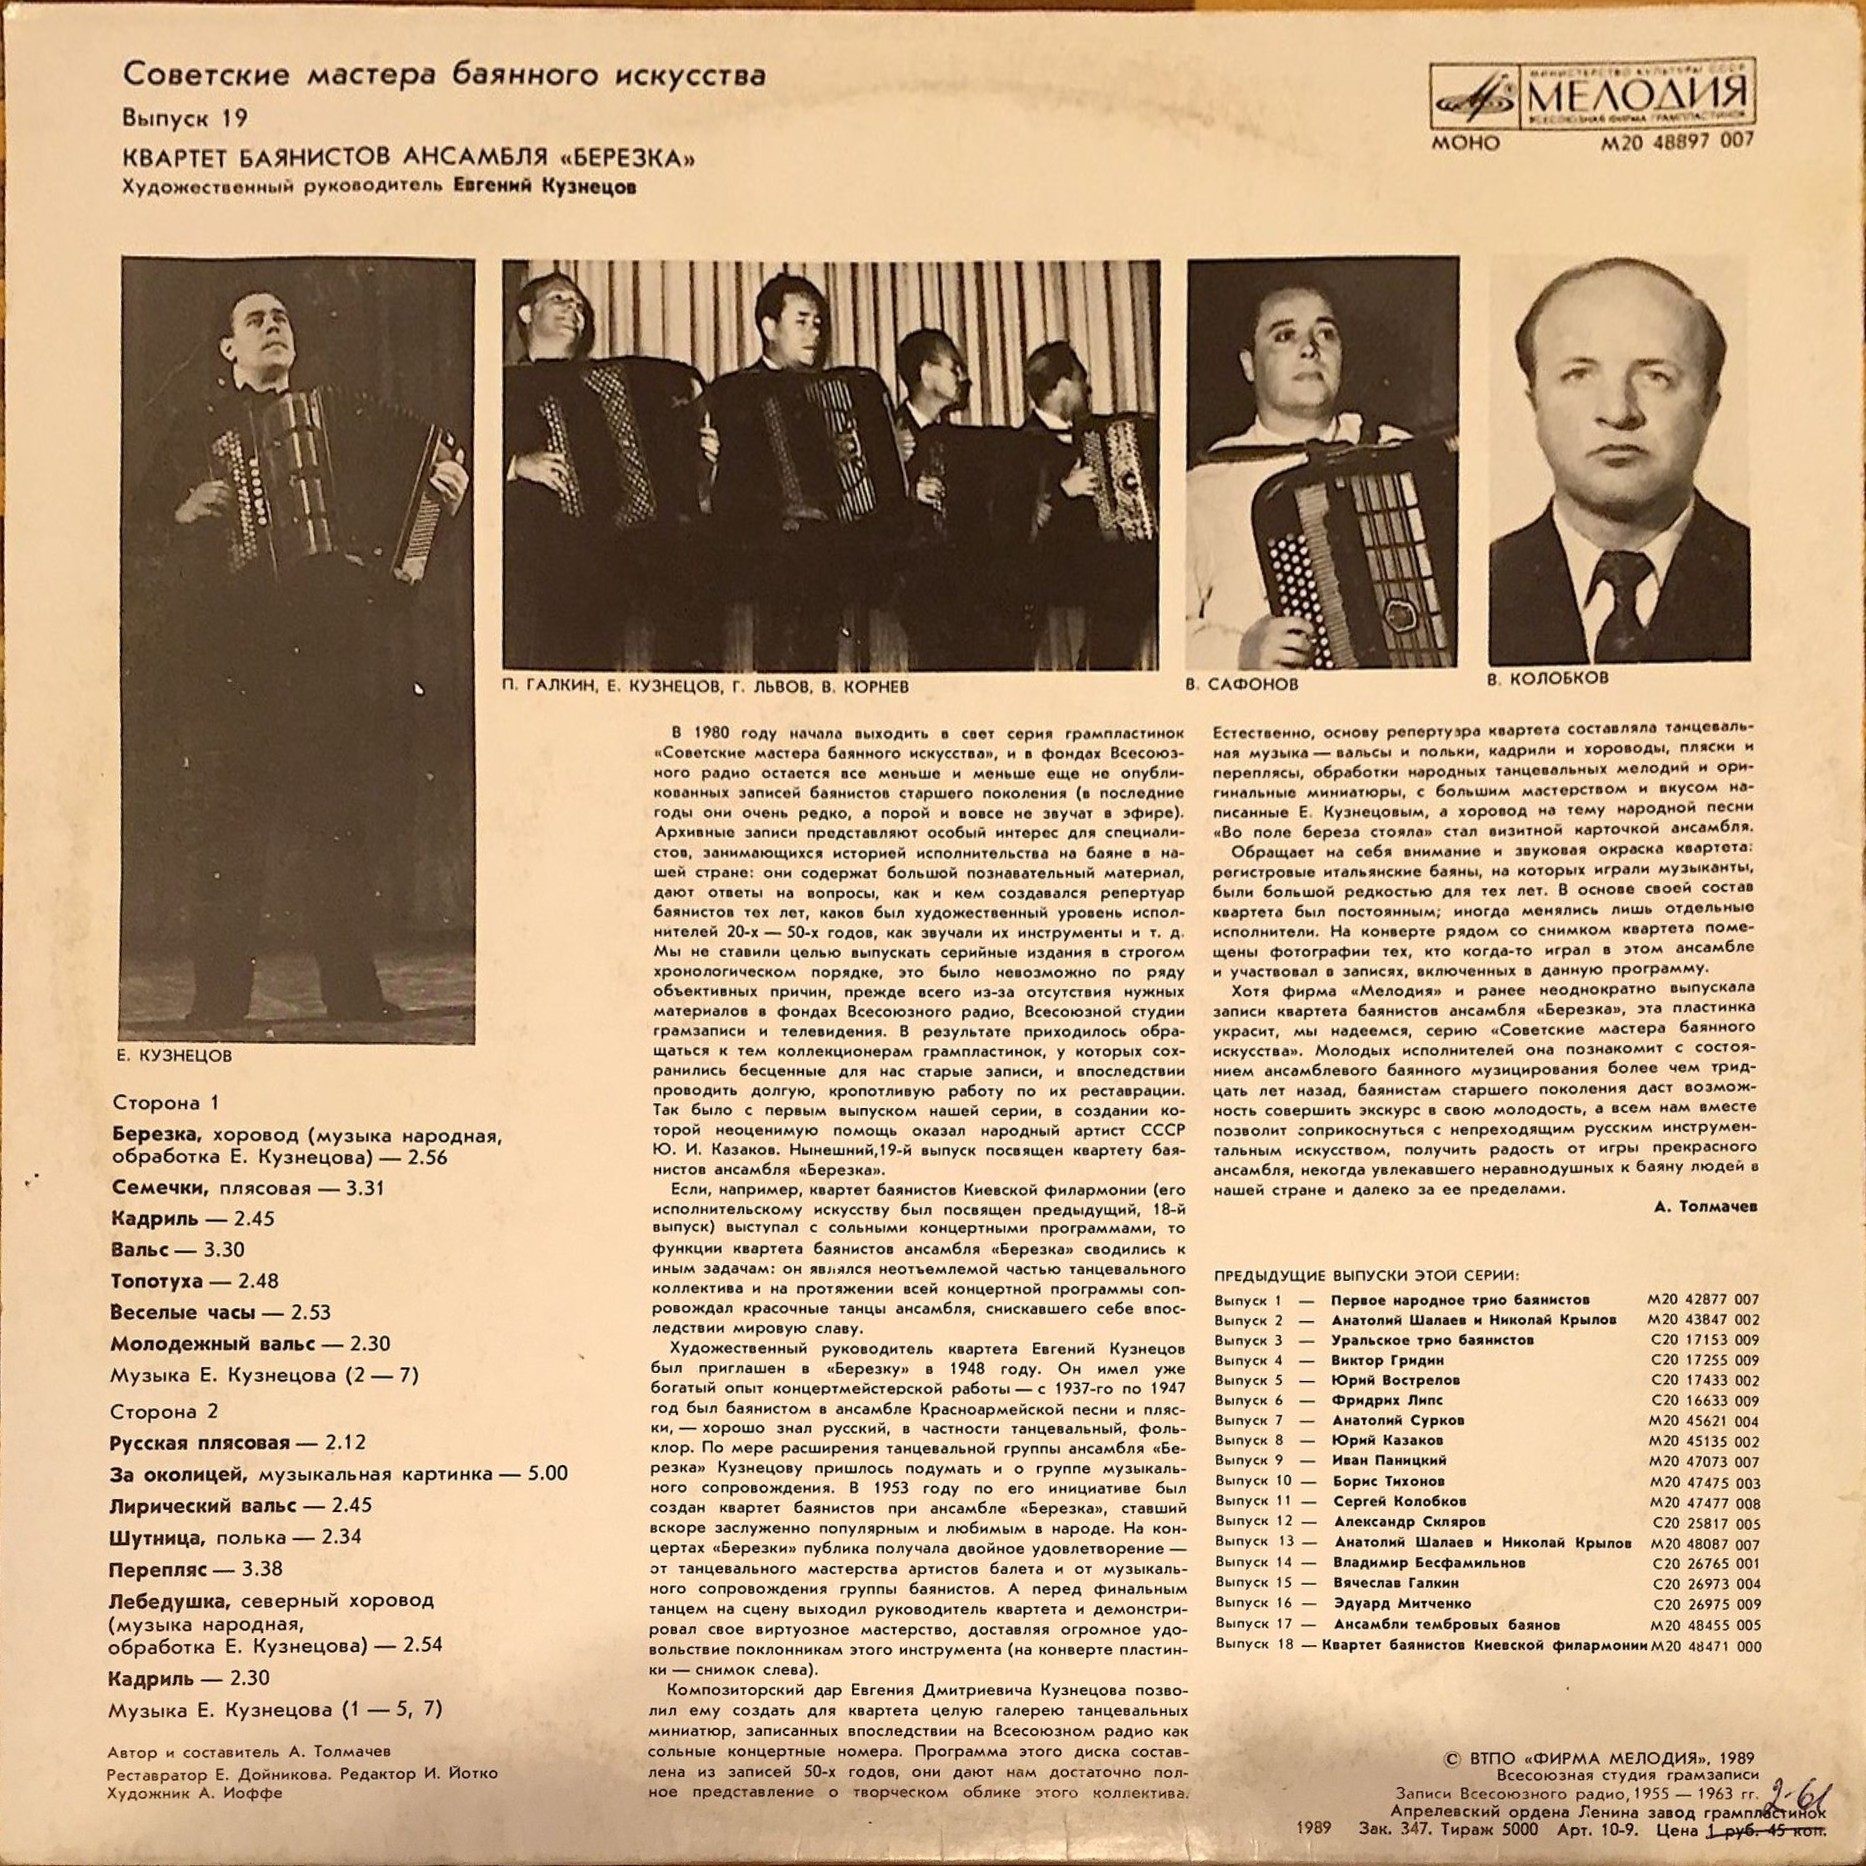 Советские мастера баянного искусства
Выпуск 19
КВАРТЕТ БАЯНИСТОВ АНСАМБЛЯ «БЕРЕЗКА»
Художественный руководитель Евгений Кузнецов
МИНИСТЕРСТВО КУЛЬТУРЫ СССР
МЕЛОДИЯ
ВСЕСОЮЗНАЯ ФИРМА ГРАМПЛАСТИНОК
МОНО М20 48897 007
П. ГАЛКИН, Е. КУЗНЕЦОВ, Г. ЛЬВОВ, В. КОРНЕВ
В. САФОНОВ
В. КОЛОБКОВ
Е. КУЗНЕЦОВ
Сторона 1
Березка, хоровод (музыка народная,
обработка Е. Кузнецова) — 2.56
Семечки, плясовая — 3.31
Кадриль — 2.45
Вальс — 3.30
Топотуха — 2.48
Веселые часы — 2.53
Молодежный вальс — 2.30
Музыка Е. Кузнецова (2 — 7)
Сторона 2
Русская плясовая — 2.12
За околицей, музыкальная картинка — 5.00
Лирический вальс — 2.45
Шутница, полька — 2.34
Перепляс — 3.38
Лебедушка, северный хоровод
(музыка народная,
обработка Е. Кузнецова) — 2.54
Кадриль — 2.30
Музыка Е. Кузнецова (1 — 5, 7)
Автор и составитель А. Толмачев
Реставратор Е. Дойникова. Редактор И. Йотко
Художник А. Иоффе
В 1980 году начала выходить в свет серия грампластинок
«Советские мастера баянного искусства», и в фондах Всесоюз-
ного радио остается все меньше и меньше еще не опубли-
кованных записей баянистов старшего поколения (в последние
годы они очень редко, а порой и вовсе не звучат в эфире).
Архивные записи представляют особый интерес для специали-
стов, занимающихся историей исполнительства на баяне в на-
шей стране: они содержат большой познавательный материал,
дают ответы на вопросы, как и кем создавался репертуар
баянистов тех лет, каков был художественный уровень испол-
нителей 20-х — 50-х годов, как звучали их инструменты и т. д.
Мы не ставили целью выпускать серийные издания в строгом
хронологическом порядке, это было невозможно по ряду
объективных причин, прежде всего из-за отсутствия нужных
материалов в фондах Всесоюзного радио, Всесоюзной студии
грамзаписи и телевидения. В результате приходилось обра-
щаться к тем коллекционерам грампластинок, у которых сох-
ранились бесценные для нас старые записи, и впоследствии
проводить долгую, кропотливую работу по их реставрации.
Так было с первым выпуском нашей серии, в создании ко-
торой неоценимую помощь оказал народный артист СССР
Ю. И. Казаков. Нынешний,19-й выпуск посвящен квартету бая-
нистов ансамбля «Березка».
Если, например, квартет баянистов Киевской филармонии (его
исполнительскому искусству был посвящен предыдущий, 18-й
выпуск) выступал с сольными концертными программами, то
функции квартета баянистов ансамбля «Березка» сводились к
иным задачам: он являлся неотъемлемой частью танцевального
коллектива и на протяжении всей концертной программы соп-
ровождал красочные танцы ансамбля, снискавшего себе впос-
ледствии мировую славу.
Художественный руководитель квартета Евгений Кузнецов
был приглашен в «Березку» в 1948 году. Он имел уже
богатый опыт концертмейстерской работы — с 1937-го по 1947
год был баянистом в ансамбле Красноармейской песни и пляс-
ки, — хорошо знал русский, в частности танцевальный, фоль-
клор. По мере расширения танцевальной группы ансамбля «Бе-
резка» Кузнецову пришлось подумать и о группе музыкаль-
ного сопровождения. В 1953 году по его инициативе был
создан квартет баянистов при ансамбле «Березка», ставший
вскоре заслуженно популярным и любимым в народе. На кон-
цертах «Березки» публика получала двойное удовлетворение —
от танцевального мастерства артистов балета и от музыкаль-
ного сопровождения группы баянистов. А перед финальным
танцем на сцену выходил руководитель квартета и демонстри-
ровал свое виртуозное мастерство, доставляя огромное удо-
вольствие поклонникам этого инструмента (на конверте пластин-
ки — снимок слева).
Композиторский дар Евгения Дмитриевича Кузнецова позво-
лил ему создать для квартета целую галерею танцевальных
миниатюр, записанных впоследствии на Всесоюзном радио как
сольные концертные номера. Программа этого диска состав-
лена из записей 50-х годов, они дают нам достаточно пол-
ное представление о творческом облике этого коллектива.
Естественно, основу репертуара квартета составляла танцеваль-
ная музыка — вальсы и польки, кадрили и хороводы, пляски и
переплясы, обработки народных танцевальных мелодий и ори-
гинальные миниатюры, с большим мастерством и вкусом на-
писанные Е. Кузнецовым, а хоровод на тему народной песни
«Во поле береза стояла» стал визитной карточкой ансамбля.
Обращает на себя внимание и звуковая окраска квартета:
регистровые итальянские баяны, на которых играли музыканты,
были большой редкостью для тех лет. В основе своей состав
квартета был постоянным; иногда менялись лишь отдельные
исполнители. На конверте рядом со снимком квартета поме-
щены фотографии тех, кто когда-то играл в этом ансамбле
и участвовал в записях, включенных в данную программу.
Хотя фирма «Мелодия» и ранее неоднократно выпускала
записи квартета баянистов ансамбля «Березка», эта пластинка
украсит, мы надеемся, серию «Советские мастера баянного
искусства». Молодых исполнителей она познакомит с состоя-
нием ансамблевого баянного музицирования более чем трид-
цать лет назад, баянистам старшего поколения даст возмож-
ность совершить экскурс в свою молодость, а всем нам вместе
позволит соприкоснуться с непреходящим русским инструмен-
тальным искусством, получить радость от игры прекрасного
ансамбля, некогда увлекавшего неравнодушных к баяну людей в
нашей стране и далеко за ее пределами.
А. Толмачев
ПРЕДЫДУЩИЕ ВЫПУСКИ ЭТОЙ СЕРИИ:
Выпуск 1 — Первое народное трио баянистов М20 42877 007
Выпуск 2 — Анатолий Шалаев и Николай Крылов М20 43847 002
Выпуск 3 — Уральское трио баянистов С20 17153 009
Выпуск 4 — Виктор Гридин С20 17255 009
Выпуск 5 — Юрий Вострелов С20 17433 002
Выпуск 6 — Фридрих Липс С20 16633 009
Выпуск 7 — Анатолий Сурков М20 45621 004
Выпуск 8 — Юрий Казаков М20 45135 002
Выпуск 9 — Иван Паницкий М20 47073 007
Выпуск 10 — Борис Тихонов М20 47475 003
Выпуск 11 — Сергей Колобков М20 47477 008
Выпуск 12 — Александр Скляров С20 25817 005
Выпуск 13 — Анатолий Шалаев и Николай Крылов М20 48087 007
Выпуск 14 — Владимир Бесфамильнов С20 26765 001
Выпуск 15 — Вячеслав Галкин С20 26973 004
Выпуск 16 — Эдуард Митченко С20 26975 009
Выпуск 17 — Ансамбли тембровых баянов М20 48455 005
Выпуск 18 — Квартет баянистов Киевской филармонии М20 48471 000
© ВТПО «ФИРМА МЕЛОДИЯ», 1989
Всесоюзная студия грамзаписи
Записи Всесоюзного радио, 1955 — 1963 гг.
2-61
Апрелевский ордена Ленина завод грампластинок
1989 Зак. 347. Тираж 5000 Арт. 10-9. Цена 1 руб. 45 коп.